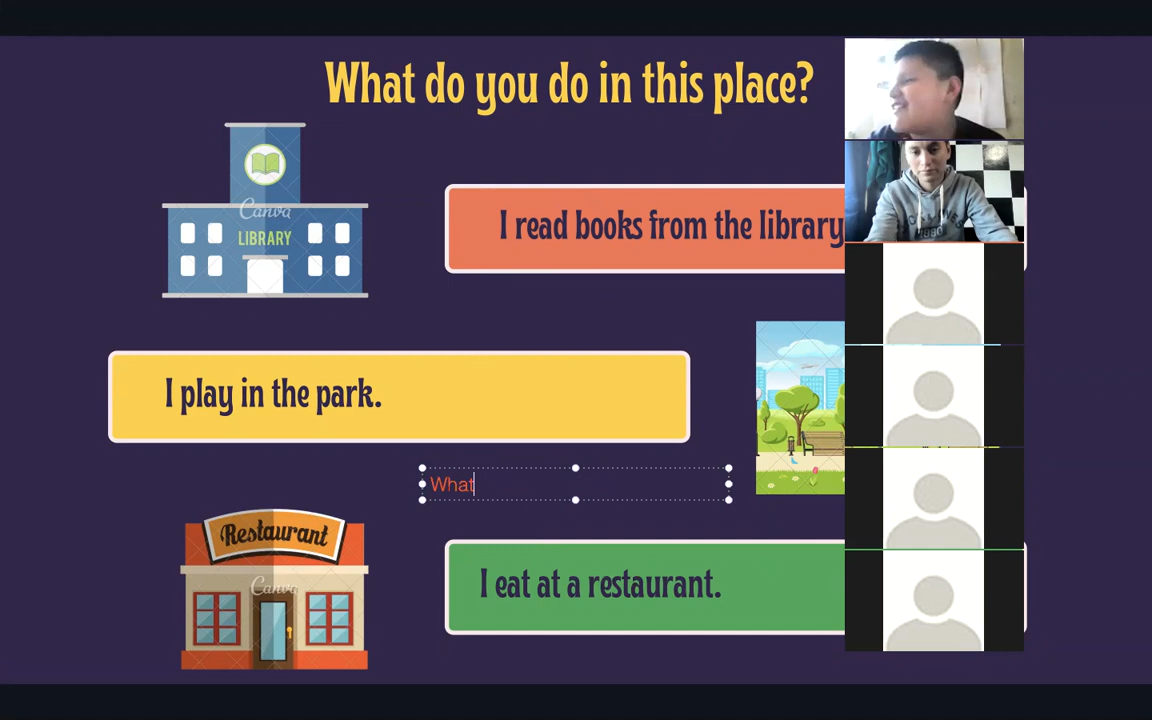 What do you do in this place?
Canva
LIBRARY
I read books from the library
I play in the park.
What
Restaurant
Canva
I eat at a restaurant.